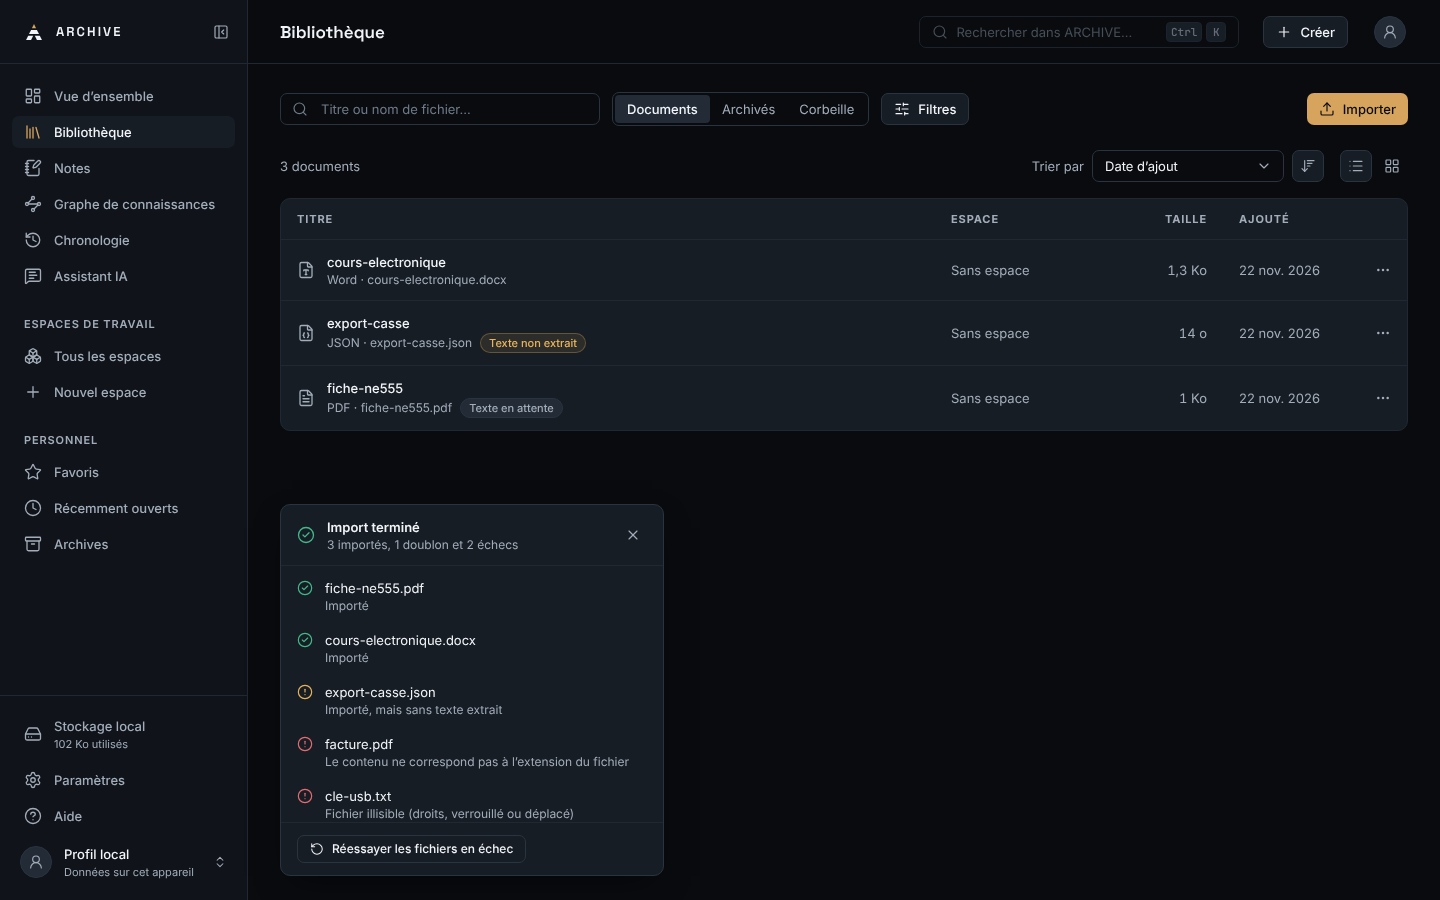 ARCHIVE
Bibliothèque
Rechercher dans ARCHIVE...
Ctrl K
Créer
Vue d’ensemble
Bibliothèque
Notes
Graphe de connaissances
Chronologie
Assistant IA
ESPACES DE TRAVAIL
Tous les espaces
Nouvel espace
PERSONNEL
Favoris
Récemment ouverts
Archives
Stockage local
102 Ko utilisés
Paramètres
Aide
Profil local
Données sur cet appareil
Titre ou nom de fichier...
Documents Archivés Corbeille
Filtres
Importer
3 documents
Trier par
Date d’ajout
TITRE ESPACE TAILLE AJOUTÉ
cours-electronique
Word · cours-electronique.docx
Sans espace 1,3 Ko 22 nov. 2026
export-casse
JSON · export-casse.json Texte non extrait
Sans espace 14 o 22 nov. 2026
fiche-ne555
PDF · fiche-ne555.pdf Texte en attente
Sans espace 1 Ko 22 nov. 2026
Import terminé
3 importés, 1 doublon et 2 échecs
fiche-ne555.pdf
Importé
cours-electronique.docx
Importé
export-casse.json
Importé, mais sans texte extrait
facture.pdf
Le contenu ne correspond pas à l’extension du fichier
cle-usb.txt
Fichier illisible (droits, verrouillé ou déplacé)
Réessayer les fichiers en échec